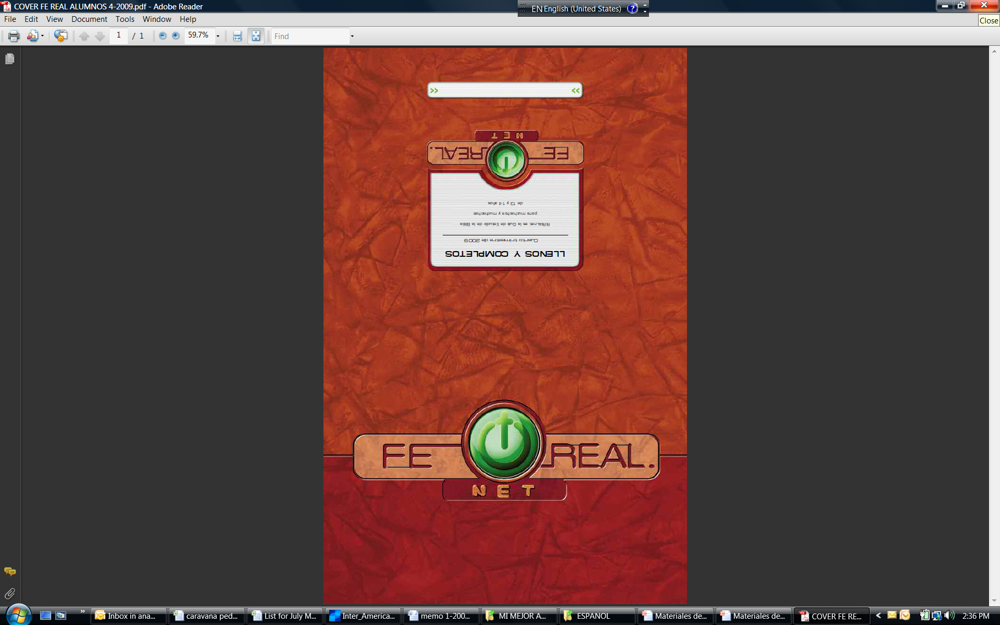 COVER FE REAL ALUMNOS 4-2009.pdf - Adobe Reader
EN English (United States)
File Edit View Document Tools Window Help
Close
1 / 1 59.7% Find
NET
FE REAL.
de 13 y 14 años
para muchachos y muchachas
FEREAL.net es la Guía de Estudio de la Biblia
Cuarto trimestre de 2009
LLENOS Y COMPLETOS
FE REAL.
NET
Inbox in ana...
caravana ped...
List for July M...
Inter_America...
memo 1-200...
MI MEJOR A...
ESPANOL
Materiales de...
Materiales de...
COVER FE RE...
2:36 PM